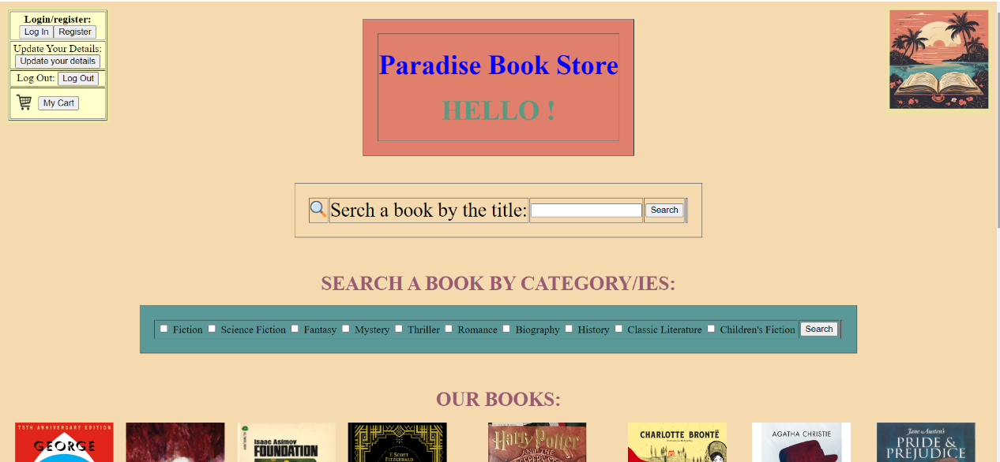 Login/register:
Log In Register
Update Your Details:
Update your details
Log Out: Log Out
My Cart
Paradise Book Store
HELLO !
Serch a book by the title: Search
SEARCH A BOOK BY CATEGORY/IES:
Fiction Science Fiction Fantasy Mystery Thriller Romance Biography History Classic Literature Children's Fiction Search
OUR BOOKS:
75TH ANNIVERSARY EDITION
GEORGE
Isaac Asimov
FOUNDATION
F SCOTT
FITZGERALD
Harry Potter
AND THE
CHARLOTTE BRONTË
AGATHA CHRISTIE
Jane Austen's
PRIDE &
PREJUDICE